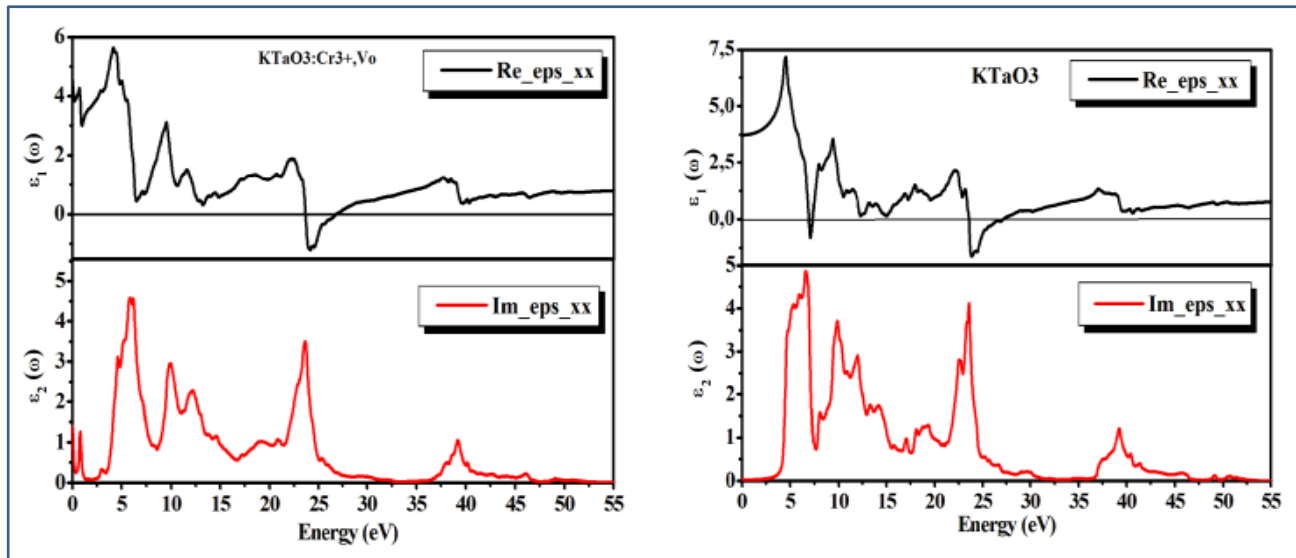 KTaO3:Cr3+,Vo
Re_eps_xx
6
4
2
0
ε1 (ω)
Im_eps_xx
5
4
3
2
1
0
ε2 (ω)
0 5 10 15 20 25 30 35 40 45 50 55
Energy (eV)
KTaO3
Re_eps_xx
7,5
5,0
2,5
0,0
5
ε1 (ω)
Im_eps_xx
5
4
3
2
1
0
ε2 (ω)
0 5 10 15 20 25 30 35 40 45 50 55
Energy (eV)